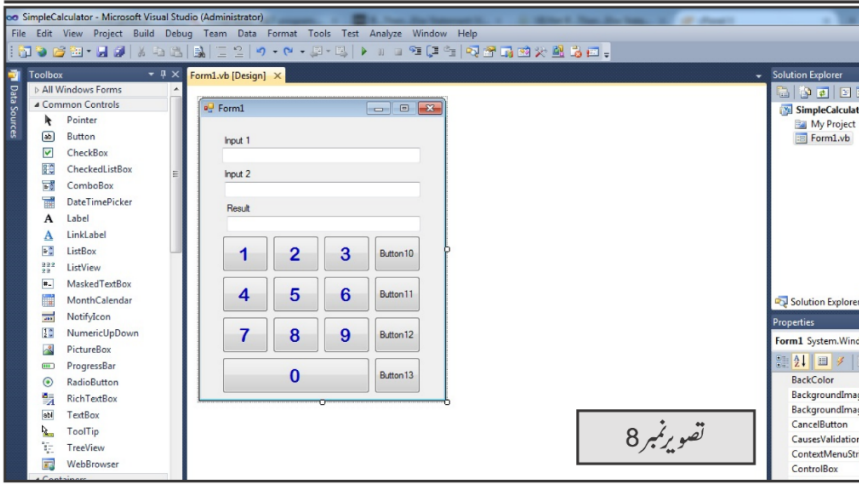 SimpleCalculator - Microsoft Visual Studio (Administrator)
File Edit View Project Build Debug Team Data Format Tools Test Analyze Window Help
Data Sources
Toolbox
All Windows Forms
Common Controls
Pointer
Button
CheckBox
CheckedListBox
ComboBox
DateTimePicker
Label
LinkLabel
ListBox
ListView
MaskedTextBox
MonthCalendar
NotifyIcon
NumericUpDown
PictureBox
ProgressBar
RadioButton
RichTextBox
TextBox
ToolTip
TreeView
WebBrowser
Containers
Form1.vb [Design]
Form1
Input 1
Input 2
Result
1 2 3 Button10
4 5 6 Button11
7 8 9 Button12
0 Button13
تصویر نمبر 8
Solution Explorer
SimpleCalculat
My Project
Form1.vb
Solution Explorer
Properties
Form1 System.Winc
BackColor
BackgroundImag
BackgroundImag
CancelButton
CausesValidation
ContextMenuStr
ControlBox